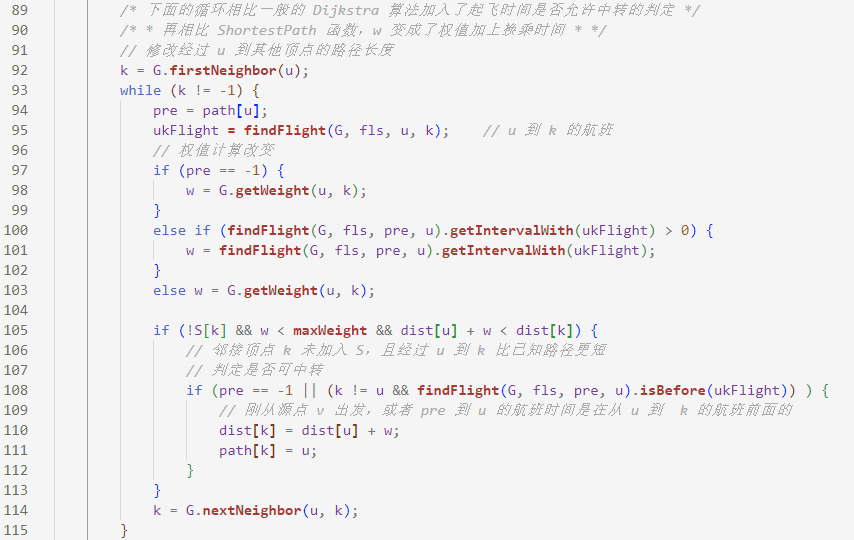 89 /* 下面的循环相比一般的 Dijkstra 算法加入了起飞时间是否允许中转的判定 */
90 /* * 再相比 ShortestPath 函数，w 变成了权值加上换乘时间 * */
91 // 修改经过 u 到其他顶点的路径长度
92 k = G.firstNeighbor(u);
93 while (k != -1) {
94 pre = path[u];
95 ukFlight = findFlight(G, fls, u, k); // u 到 k 的航班
96 // 权值计算改变
97 if (pre == -1) {
98 w = G.getWeight(u, k);
99 }
100 else if (findFlight(G, fls, pre, u).getIntervalWith(ukFlight) > 0) {
101 w = findFlight(G, fls, pre, u).getIntervalWith(ukFlight);
102 }
103 else w = G.getWeight(u, k);
104
105 if (!S[k] && w < maxWeight && dist[u] + w < dist[k]) {
106 // 邻接顶点 k 未加入 S，且经过 u 到 k 比已知路径更短
107 // 判定是否可中转
108 if (pre == -1 || (k != u && findFlight(G, fls, pre, u).isBefore(ukFlight)) ) {
109 // 刚从源点 v 出发，或者 pre 到 u 的航班时间是在从 u 到 k 的航班前面的
110 dist[k] = dist[u] + w;
111 path[k] = u;
112 }
113 }
114 k = G.nextNeighbor(u, k);
115 }